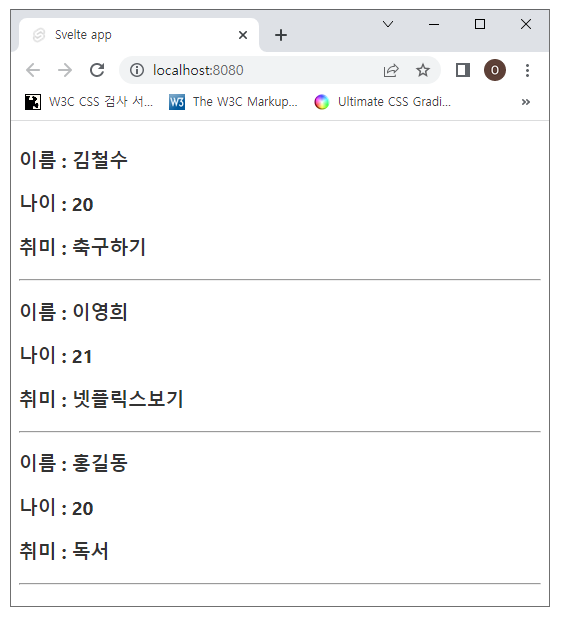 Svelte app
localhost:8080
O
W3C CSS 검사 서...
The W3C Markup...
Ultimate CSS Gradi...
»
이름 : 김철수
나이 : 20
취미 : 축구하기
이름 : 이영희
나이 : 21
취미 : 넷플릭스보기
이름 : 홍길동
나이 : 20
취미 : 독서